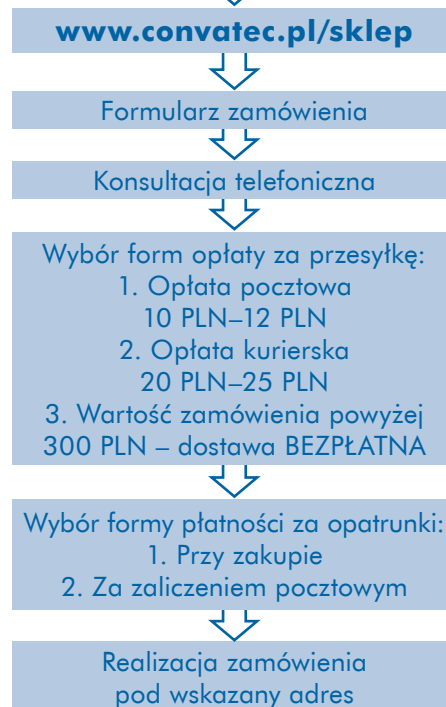 www.convatec.pl/sklep
Formularz zamówienia
Konsultacja telefoniczna
Wybór form opłaty za przesyłkę:
1. Opłata pocztowa
10 PLN–12 PLN
2. Opłata kurierska
20 PLN–25 PLN
3. Wartość zamówienia powyżej
300 PLN – dostawa BEZPŁATNA
Wybór formy płatności za opatrunki:
1. Przy zakupie
2. Za zaliczeniem pocztowym
Realizacja zamówienia
pod wskazany adres